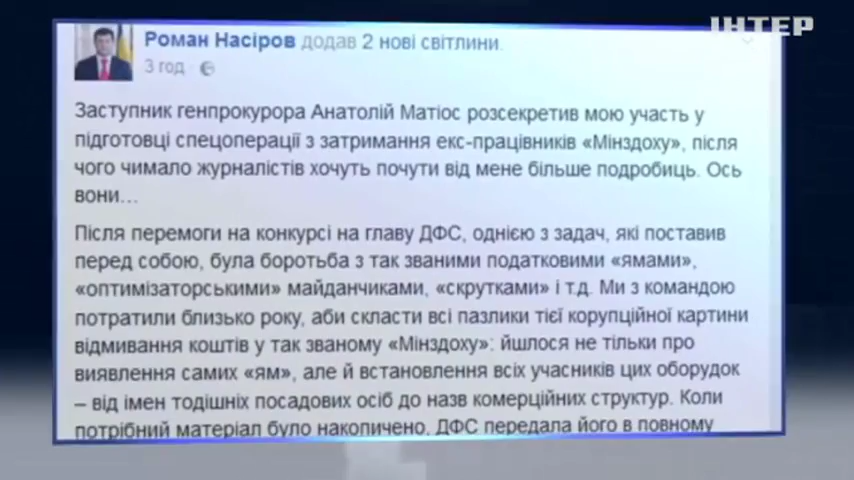 ІНТЕР
Роман Насіров додав 2 нові світлини.
3 год ·
Заступник генпрокурора Анатолій Матіос розсекретив мою участь у
підготовці спецоперації з затримання екс-працівників «Міндоху», після
чого чимало журналістів хочуть почути від мене більше подробиць. Ось
вони...
Після перемоги на конкурсі на главу ДФС, однією з задач, які поставив
перед собою, була боротьба з так званими податковими «ямами»,
«оптимізаторськими» майданчиками, «скрутками» і т.д. Ми з командою
потратили близько року, аби скласти всі пазлики тієї корупційної картини
відмивання коштів у так званому «Мінздоху»: йшлося не тільки про
виявлення самих «ям», але й встановлення всіх учасників цих оборудок
– від імен тодішніх посадових осіб до назв комерційних структур. Коли
потрібний матеріал було накопичено, ДФС передала його в повному